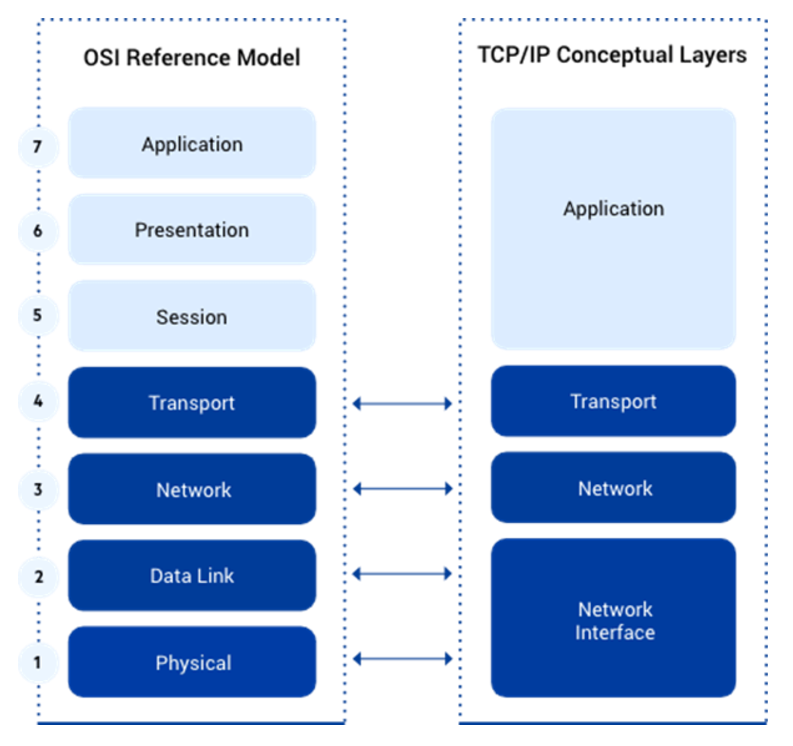 OSI Reference Model
7
Application
6
Presentation
5
Session
4
Transport
3
Network
2
Data Link
1
Physical
TCP/IP Conceptual Layers
Application
Transport
Network
Network
Interface